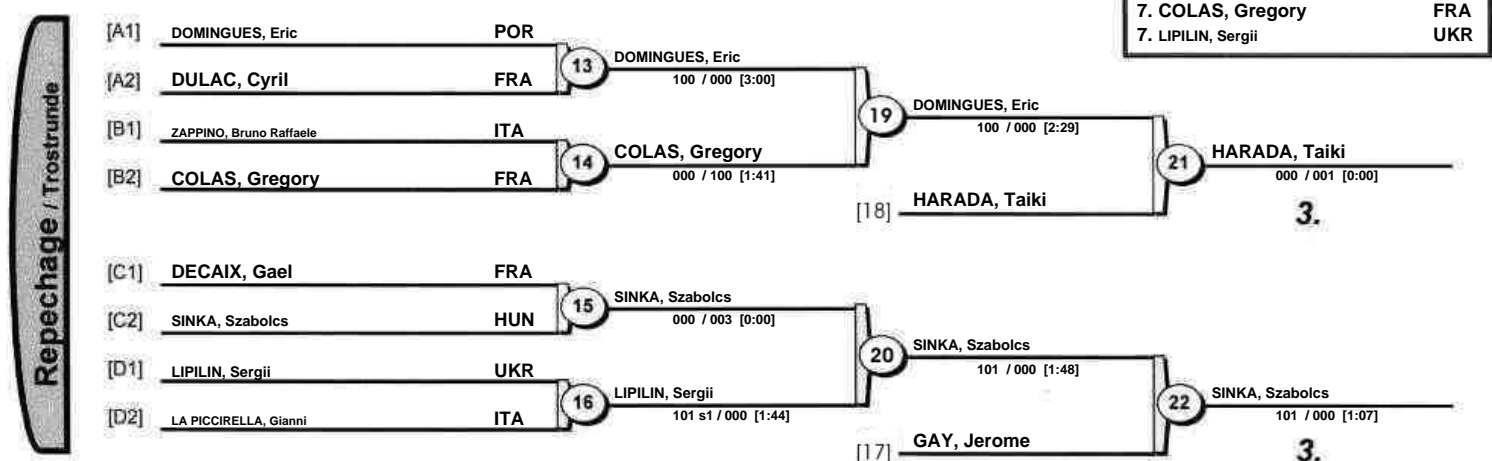 7. COLAS, Gregory FRA
7. LIPILIN, Sergii UKR
Repechage / Trostrunde
[A1] DOMINGUES, Eric POR
[A2] DULAC, Cyril FRA
13 DOMINGUES, Eric
100 / 000 [3:00]
[B1] ZAPPINO, Bruno Raffaele ITA
[B2] COLAS, Gregory FRA
14 COLAS, Gregory
000 / 100 [1:41]
19 DOMINGUES, Eric
100 / 000 [2:29]
[18] HARADA, Taiki
21 HARADA, Taiki
000 / 001 [0:00]
3.
[C1] DECAIX, Gael FRA
[C2] SINKA, Szabolcs HUN
15 SINKA, Szabolcs
000 / 003 [0:00]
[D1] LIPILIN, Sergii UKR
[D2] LA PICCIRELLA, Gianni ITA
16 LIPILIN, Sergii
101 s1 / 000 [1:44]
20 SINKA, Szabolcs
101 / 000 [1:48]
[17] GAY, Jerome
22 SINKA, Szabolcs
101 / 000 [1:07]
3.